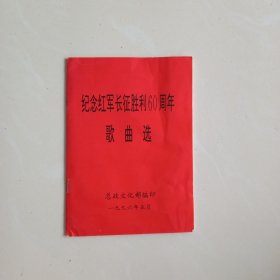 纪念红军长征胜利60周年
歌曲选
总政文化部编印
一九九六年五月